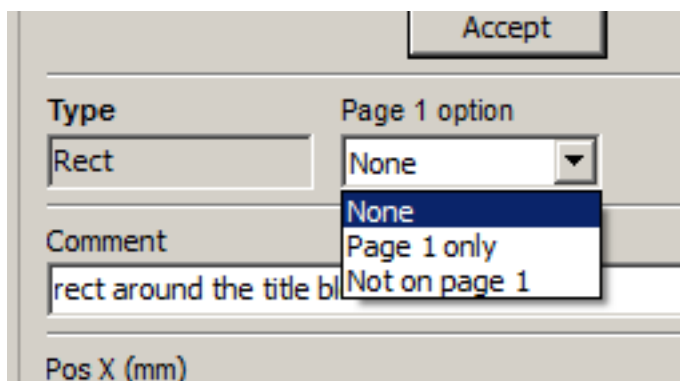 Accept
Type Page 1 option
Rect None
None
Page 1 only
Comment
Not on page 1
rect around the title
Pos X (mm)